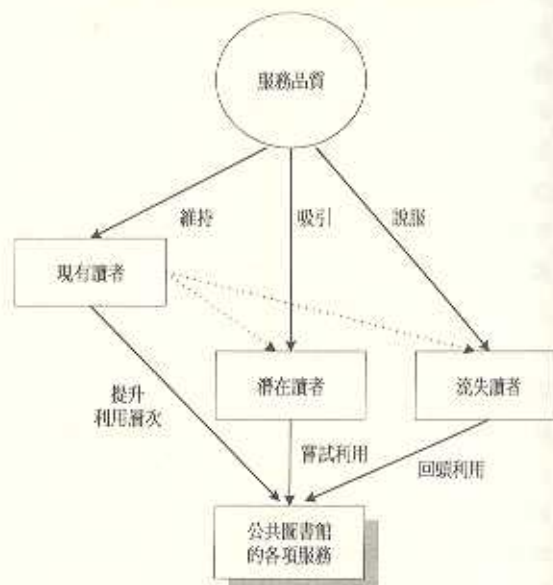 服務品質
維持
吸引
說服
現有讀者
潛在讀者
流失讀者
提升
利用層次
嘗試利用
回頭利用
公共圖書館
的各項服務